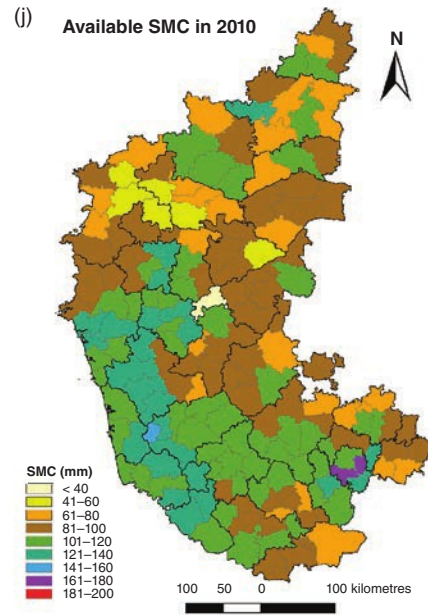 (j)
Available SMC in 2010
N
SMC (mm)
< 40
41–60
61–80
81–100
101–120
121–140
141–160
161–180
181–200
100 50 0 100 kilometres